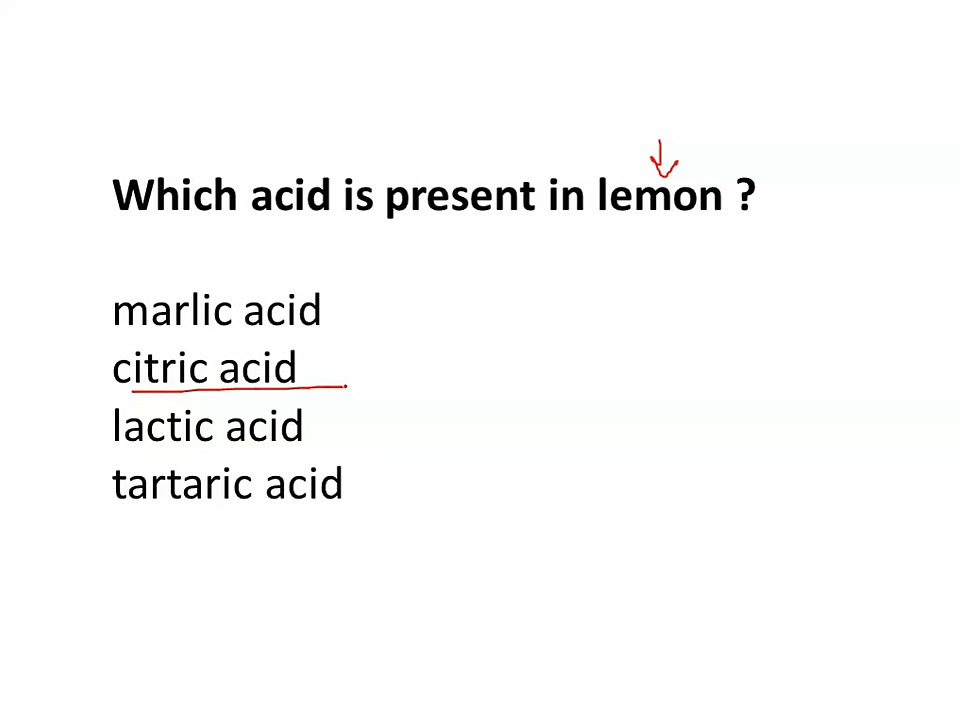 Which acid is present in lemon ?
marlic acid
citric acid
lactic acid
tartaric acid